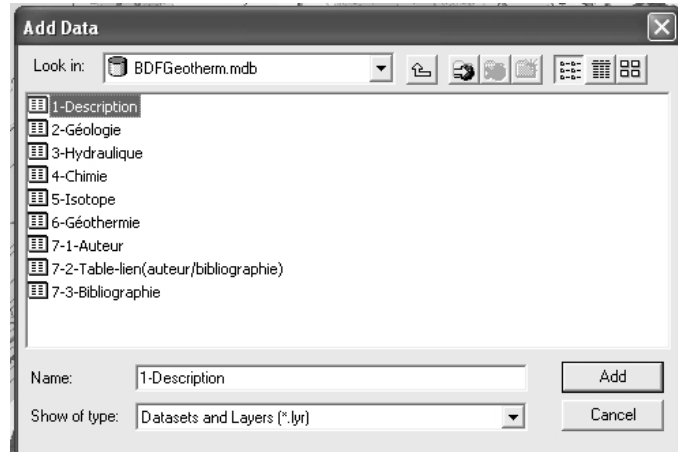 Add Data
Look in: BDFGeotherm.mdb
1-Description
2-Géologie
3-Hydraulique
4-Chimie
5-Isotope
6-Géothermie
7-1-Auteur
7-2-Table-lien(auteur/bibliographie)
7-3-Bibliographie
Name: 1-Description Add
Show of type: Datasets and Layers (*.lyr) Cancel